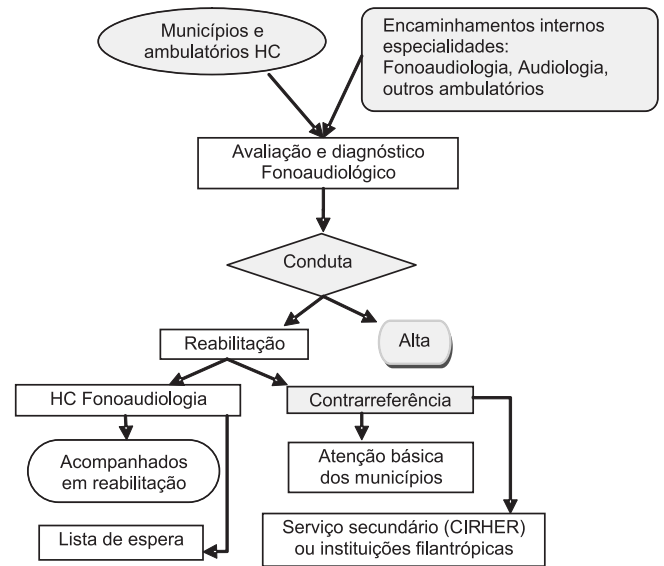 Municípios e
ambulatórios HC
Encaminhamentos internos
especialidades:
Fonoaudiologia, Audiologia,
outros ambulatórios
Avaliação e diagnóstico
Fonoaudiológico
Conduta
Reabilitação
Alta
HC Fonoaudiologia
Contrarreferência
Acompanhados
em reabilitação
Atenção básica
dos municípios
Lista de espera
Serviço secundário (CIRHER)
ou instituições filantrópicas